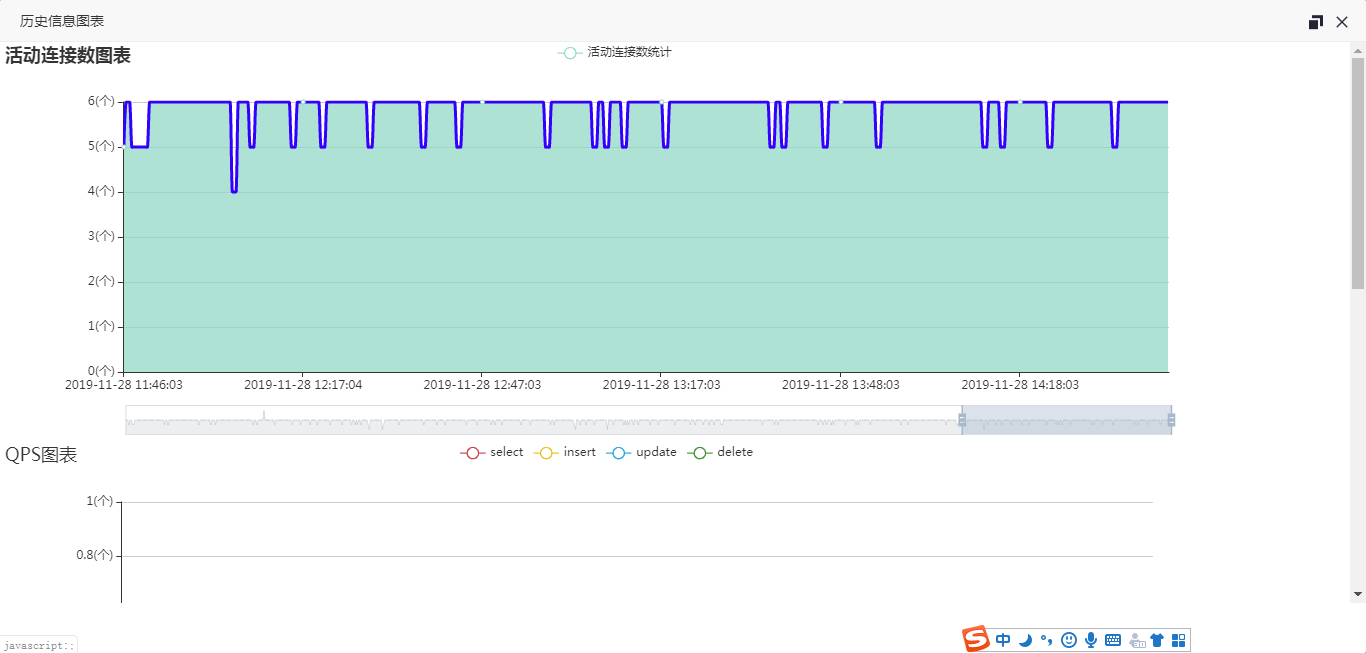 历史信息图表
活动连接数图表
活动连接数统计
6(个)
5(个)
4(个)
3(个)
2(个)
1(个)
0(个)
2019-11-28 11:46:03 2019-11-28 12:17:04 2019-11-28 12:47:03 2019-11-28 13:17:03 2019-11-28 13:48:03 2019-11-28 14:18:03
QPS图表
select insert update delete
1(个)
0.8(个)
javascript:;
S 中